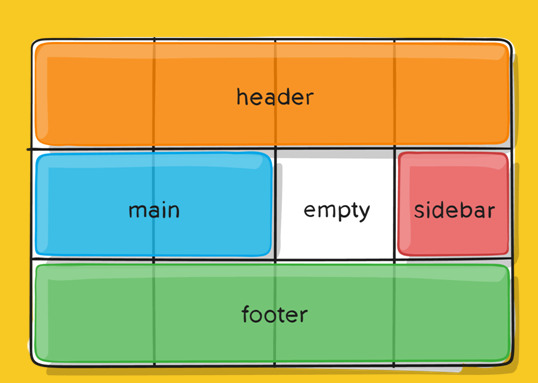 header
main
empty
sidebar
footer